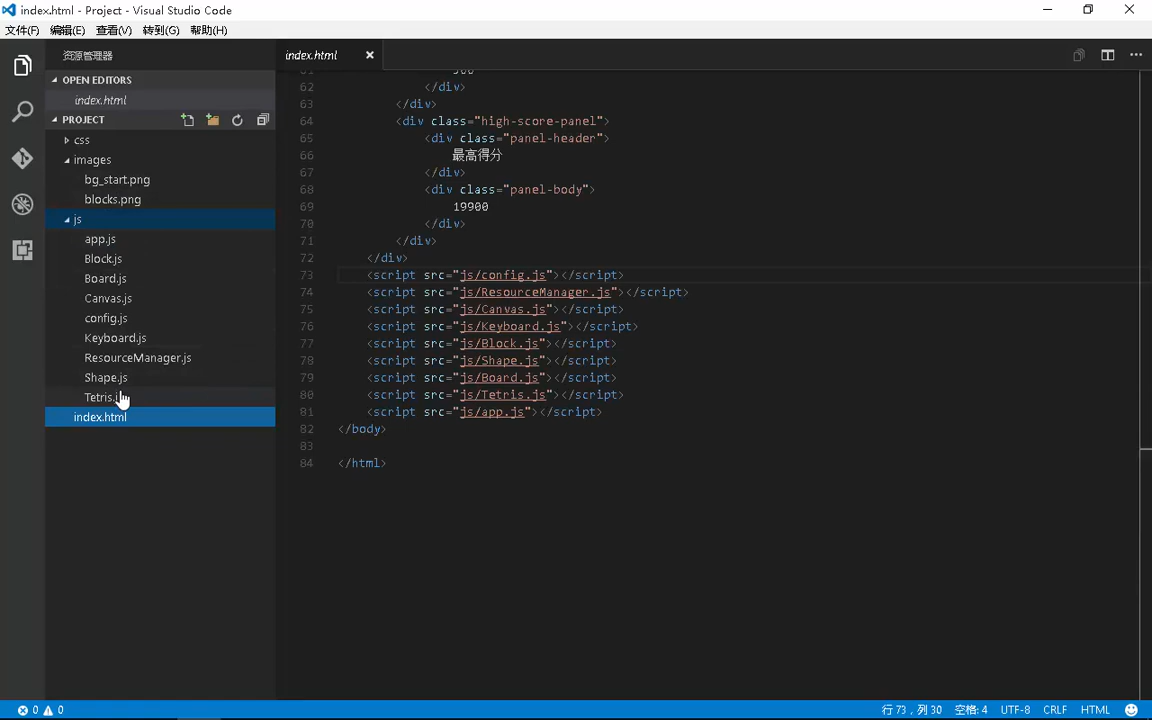 index.html - Project - Visual Studio Code
文件(F) 编辑(E) 查看(V) 转到(G) 帮助(H)
资源管理器
OPEN EDITORS
index.html
PROJECT
css
images
bg_start.png
blocks.png
js
app.js
Block.js
Board.js
Canvas.js
config.js
Keyboard.js
ResourceManager.js
Shape.js
index.html
index.html
62 </div>
63 </div>
64 <div class="high-score-panel">
65 <div class="panel-header">
66 最高得分
67 </div>
68 <div class="panel-body">
69 19900
70 </div>
71 </div>
72 </div>
73 <script src="js/config.js"></script>
74 <script src="js/ResourceManager.js"></script>
75 <script src="js/Canvas.js"></script>
76 <script src="js/Keyboard.js"></script>
77 <script src="js/Block.js"></script>
78 <script src="js/Shape.js"></script>
79 <script src="js/Board.js"></script>
80 <script src="js/Tetris.js"></script>
81 <script src="js/app.js"></script>
82 </body>
83
84 </html>
0 0
行 73，列 30 空格: 4 UTF-8 CRLF HTML